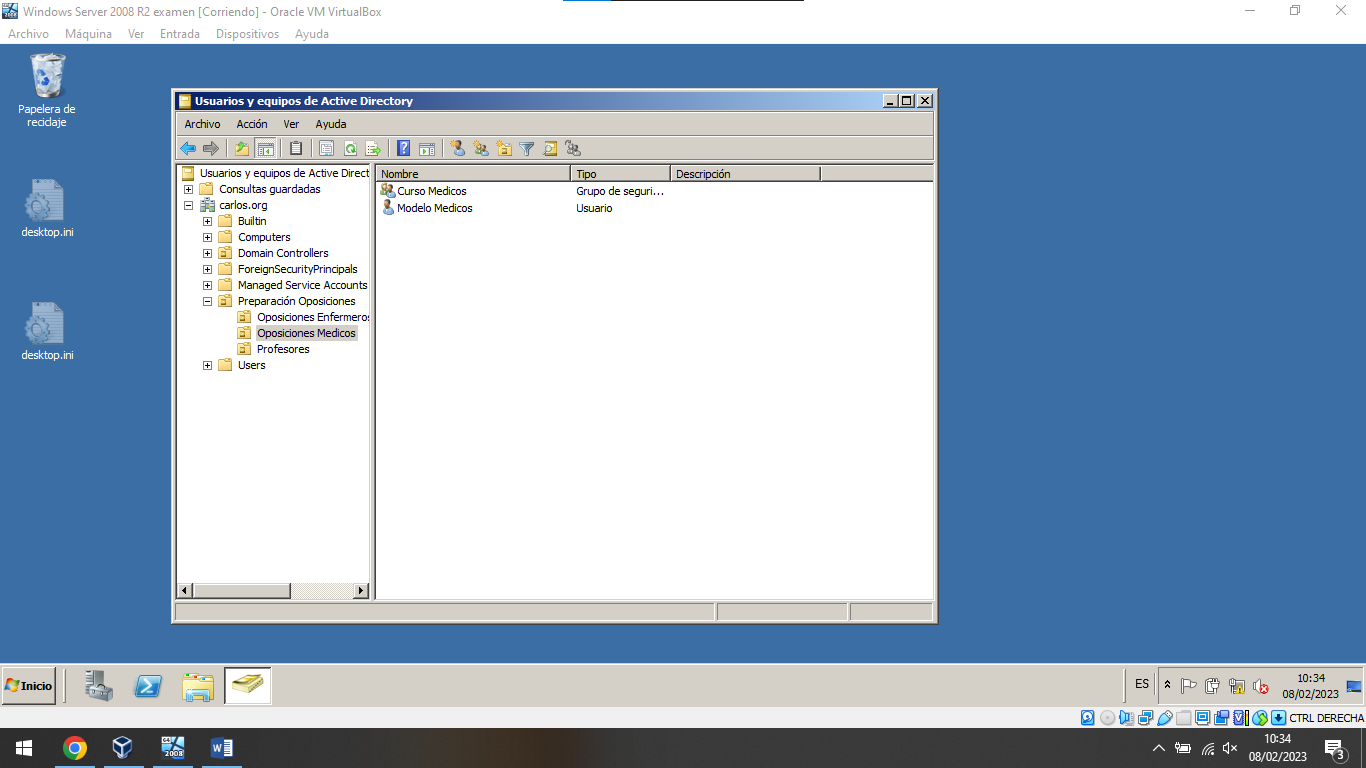 Windows Server 2008 R2 examen [Corriendo] - Oracle VM VirtualBox
Archivo Máquina Ver Entrada Dispositivos Ayuda
Papelera de
reciclaje
desktop.ini
desktop.ini
Usuarios y equipos de Active Directory
Archivo Acción Ver Ayuda
Usuarios y equipos de Active Direct
Consultas guardadas
carlos.org
Builtin
Computers
Domain Controllers
ForeignSecurityPrincipals
Managed Service Accounts
Preparación Oposiciones
Oposiciones Enfermeros
Oposiciones Medicos
Profesores
Users
Nombre Tipo Descripción
Curso Medicos Grupo de seguri...
Modelo Medicos Usuario
Inicio
ES
10:34
08/02/2023
CTRL DERECHA
2008
10:34
08/02/2023
3